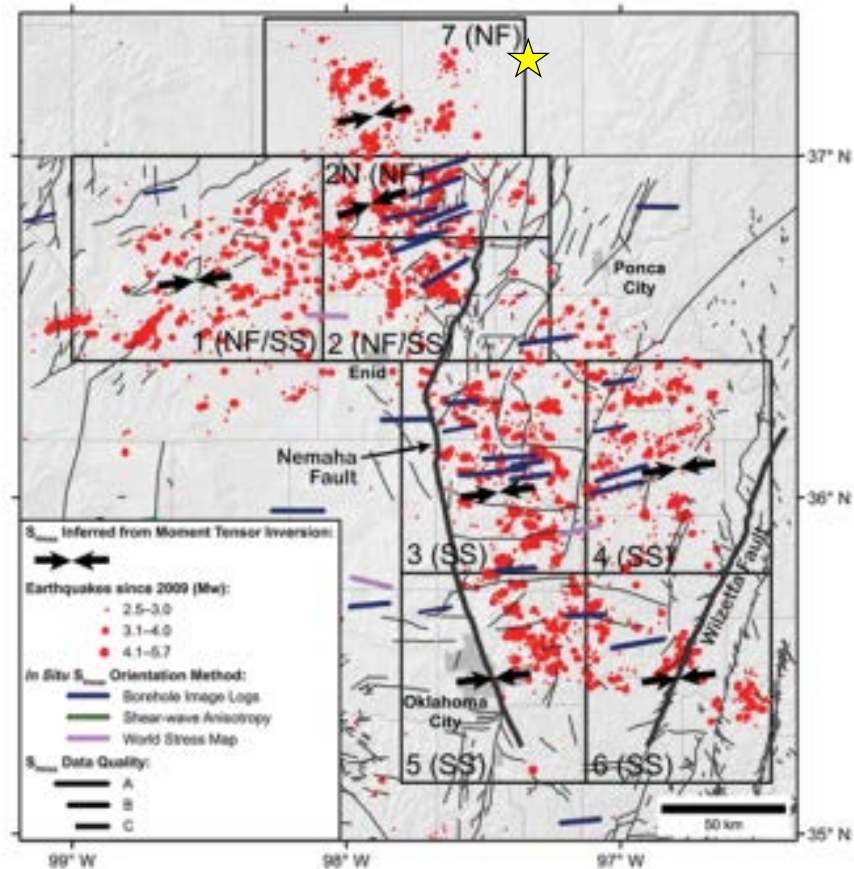 7 (NF)
37° N
2N (NF)
Ponca
City
1 (NF/SS)
2 (NF/SS)
Enid
Nemaha
Fault
36° N
3 (SS)
4 (SS)
Wilzetta Fault
Oklahoma
City
5 (SS)
6 (SS)
50 km
35° N
99° W
98° W
97° W
S Inferred from Moment Tensor Inversion:
Earthquakes since 2009 (Mw):
2.5–3.0
3.1–4.0
4.1–5.7
In Situ S Orientation Method:
Borehole Image Logs
Shear-wave Anisotropy
World Stress Map
S Data Quality:
A
B
C